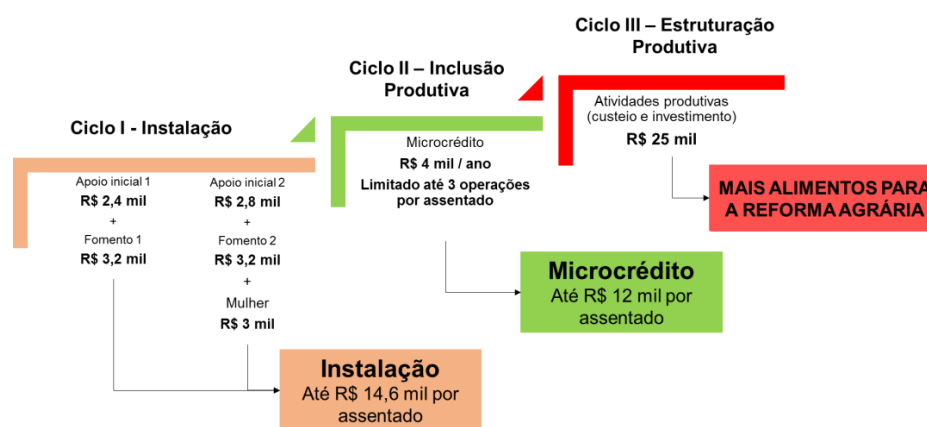 Ciclo I - Instalação
Apoio inicial 1
R$ 2,4 mil
+
Fomento 1
R$ 3,2 mil
Apoio inicial 2
R$ 2,8 mil
+
Fomento 2
R$ 3,2 mil
+
Mulher
R$ 3 mil
Instalação
Até R$ 14,6 mil por
assentado
Ciclo II – Inclusão
Produtiva
Microcrédito
R$ 4 mil / ano
Limitado até 3 operações
por assentado
Microcrédito
Até R$ 12 mil por
assentado
Ciclo III – Estruturação
Produtiva
Atividades produtivas
(custeio e investimento)
R$ 25 mil
MAIS ALIMENTOS PARA
A REFORMA AGRÁRIA